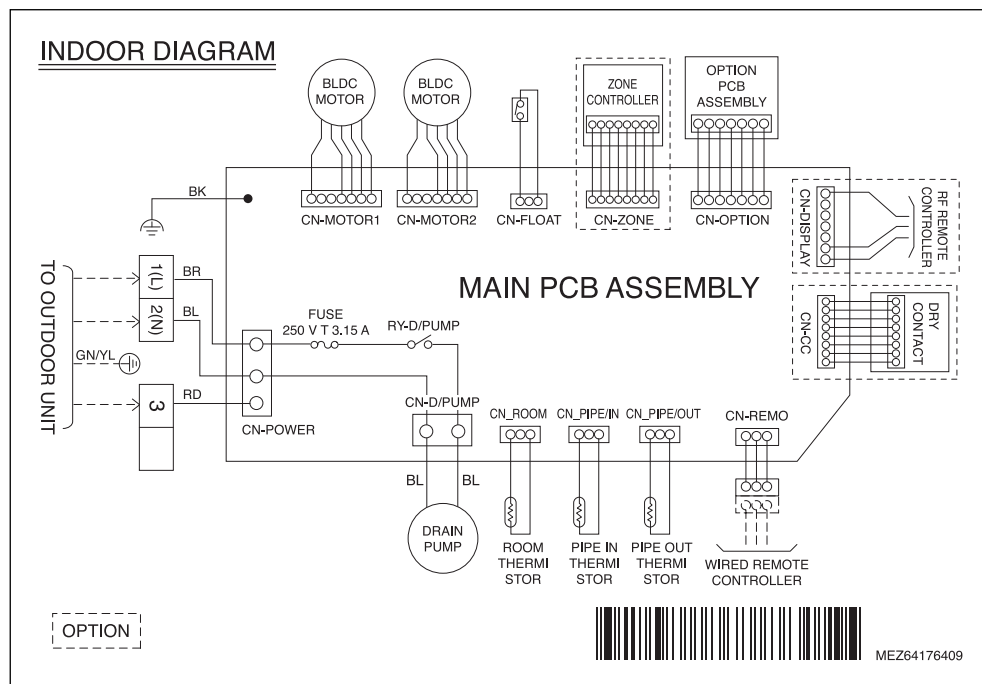 INDOOR DIAGRAM
BLDC
MOTOR
BLDC
MOTOR
ZONE
CONTROLLER
OPTION
PCB
ASSEMBLY
BK
CN-MOTOR1
CN-MOTOR2
CN-FLOAT
CN-ZONE
CN-OPTION
CN-DISPLAY
RF REMOTE
CONTROLLER
TO OUTDOOR UNIT
1(L)
BR
2(N)
BL
GN/YL
3
RD
CN-POWER
FUSE
250 V T 3.15 A
RY-D/PUMP
MAIN PCB ASSEMBLY
CN-CC
DRY
CONTACT
CN-D/PUMP
CN_ROOM
CN_PIPE/IN
CN_PIPE/OUT
CN-REMO
BL
BL
DRAIN
PUMP
ROOM
THERMI
STOR
PIPE IN
THERMI
STOR
PIPE OUT
THERMI
STOR
WIRED REMOTE
CONTROLLER
OPTION
MEZ64176409